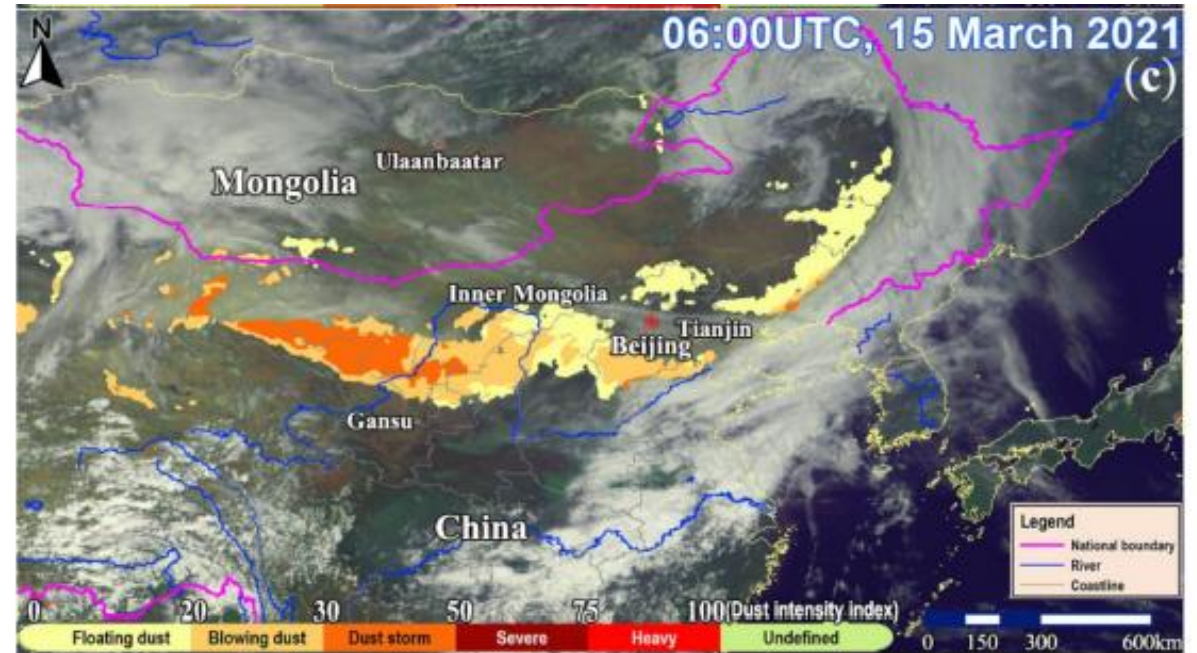 06:00UTC, 15 March 2021
N
(c)
Ulaanbaatar
Mongolia
Inner Mongolia
Tianjin
Beijing
Gansu
China
Legend
National boundary
River
Coastline
0 20 30 50 75 100(Dust intensity index)
Floating dust Blowing dust Dust storm Severe Heavy Undefined
0 150 300 600km